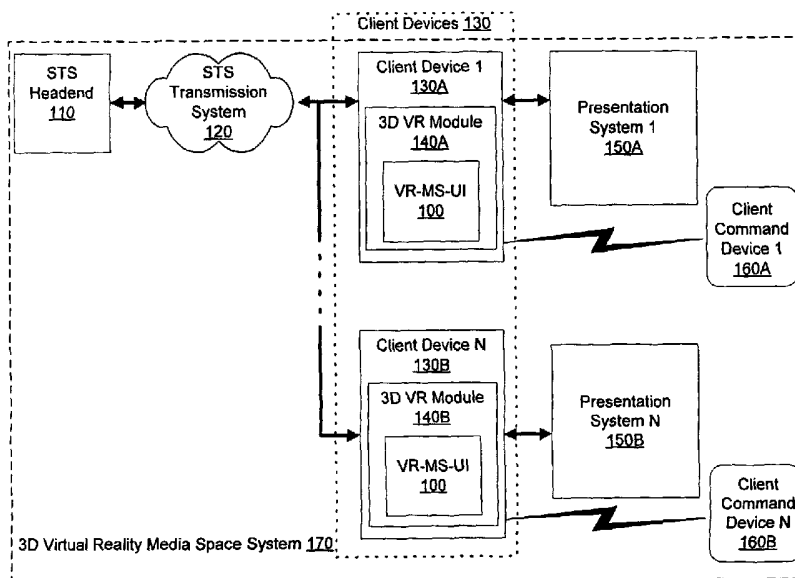 Client Devices 130
STS
Headend
110
STS
Transmission
System
120
Client Device 1
130A
3D VR Module
140A
VR-MS-UI
100
Presentation
System 1
150A
Client
Command
Device 1
160A
Client Device N
130B
3D VR Module
140B
VR-MS-UI
100
Presentation
System N
150B
Client
Command
Device N
160B
3D Virtual Reality Media Space System 170